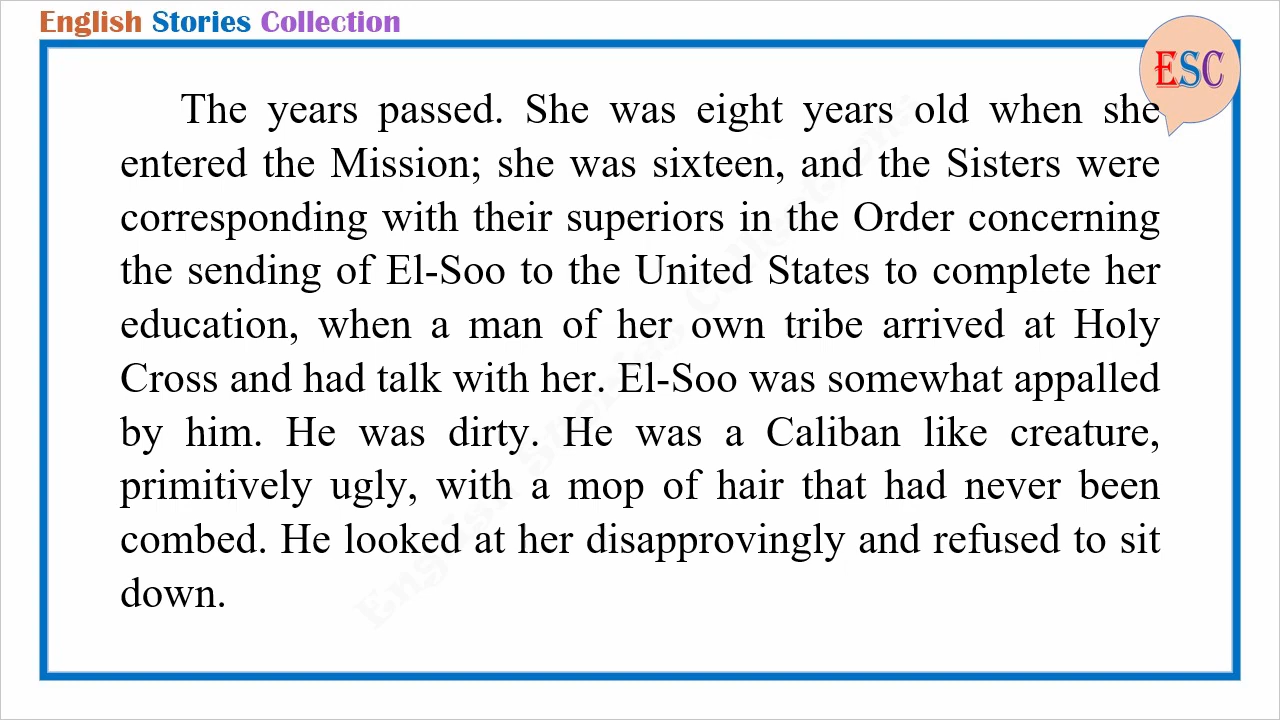 English Stories Collection
ESC
The years passed. She was eight years old when she
entered the Mission; she was sixteen, and the Sisters were
corresponding with their superiors in the Order concerning
the sending of El-Soo to the United States to complete her
education, when a man of her own tribe arrived at Holy
Cross and had talk with her. El-Soo was somewhat appalled
by him. He was dirty. He was a Caliban like creature,
primitively ugly, with a mop of hair that had never been
combed. He looked at her disapprovingly and refused to sit
down.
English Stories Collections